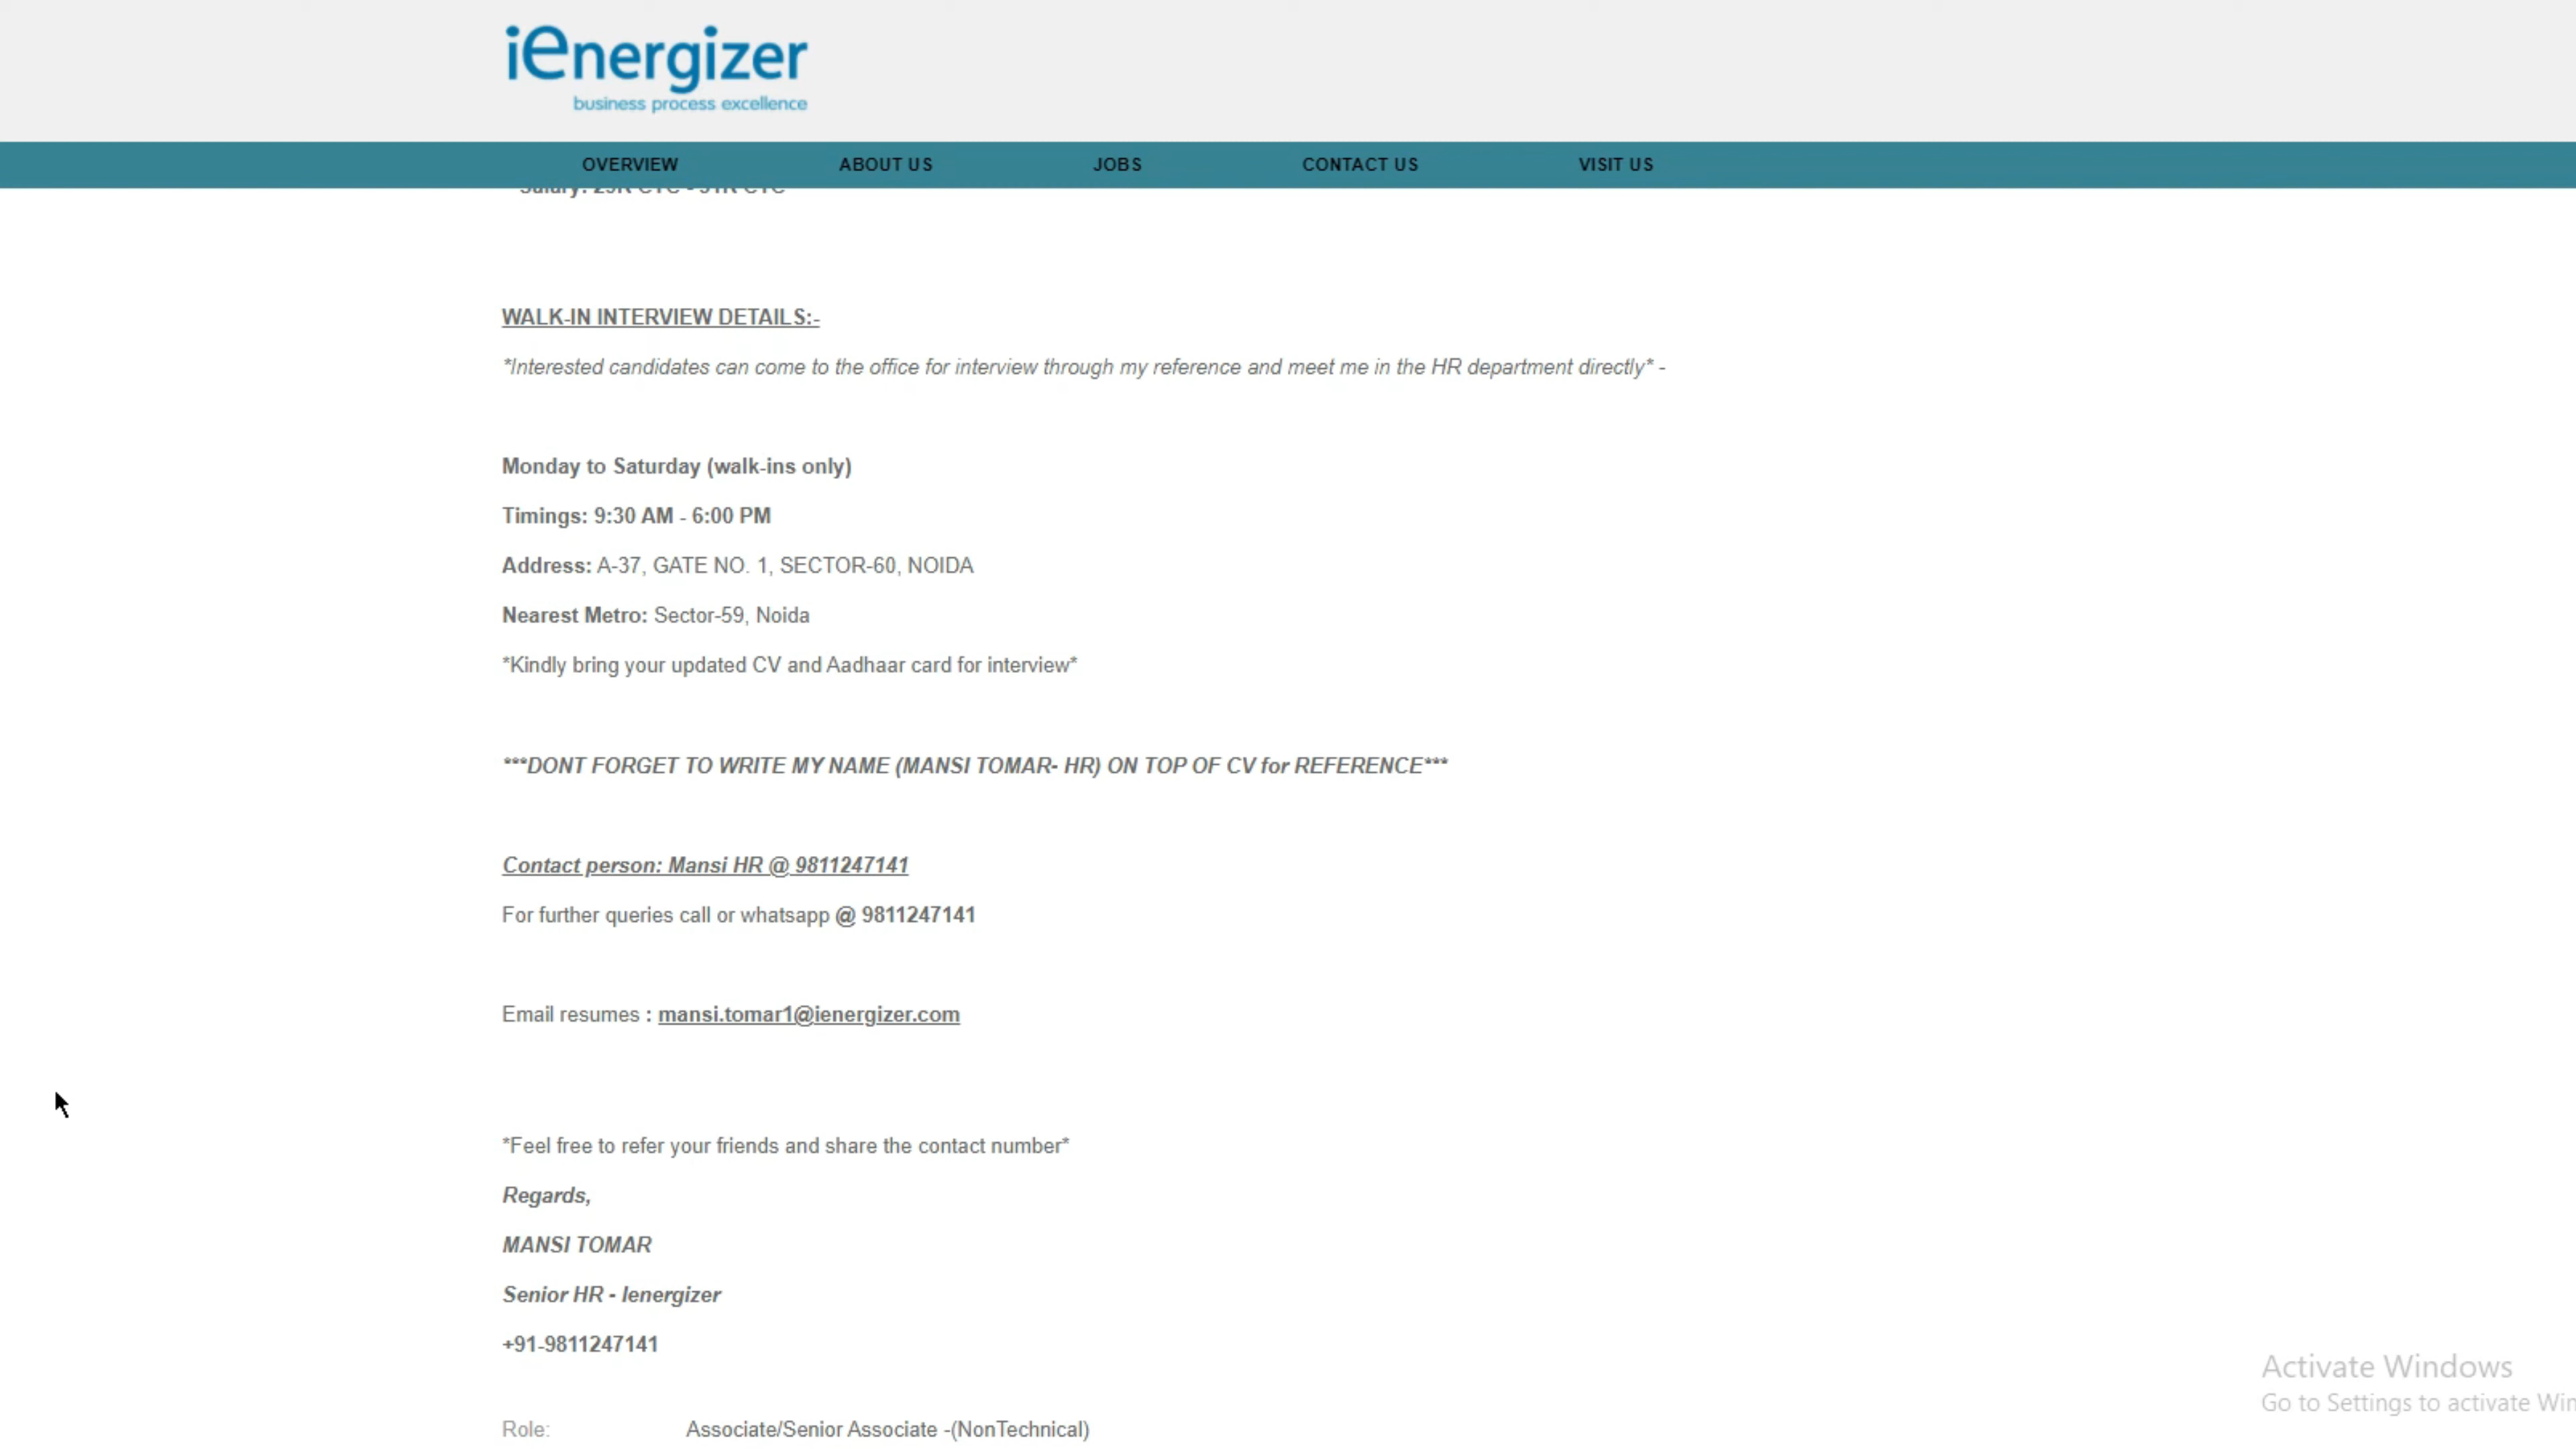 iEnergizer
business process excellence
OVERVIEW ABOUT US JOBS CONTACT US VISIT US
WALK-IN INTERVIEW DETAILS:-
*Interested candidates can come to the office for interview through my reference and meet me in the HR department directly* -
Monday to Saturday (walk-ins only)
Timings: 9:30 AM - 6:00 PM
Address: A-37, GATE NO. 1, SECTOR-60, NOIDA
Nearest Metro: Sector-59, Noida
*Kindly bring your updated CV and Aadhaar card for interview*
***DONT FORGET TO WRITE MY NAME (MANSI TOMAR- HR) ON TOP OF CV for REFERENCE***
Contact person: Mansi HR @ 9811247141
For further queries call or whatsapp @ 9811247141
Email resumes : mansi.tomar1@ienergizer.com
*Feel free to refer your friends and share the contact number*
Regards,
MANSI TOMAR
Senior HR - Ienergizer
+91-9811247141
Activate Windows
Go to Settings to activate Win
Role: Associate/Senior Associate -(NonTechnical)